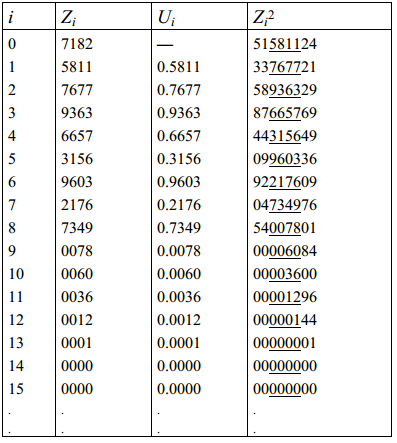 i Zi Ui Zi²
0 7182 — 51581124
1 5811 0.5811 33767721
2 7677 0.7677 58936329
3 9363 0.9363 87665769
4 6657 0.6657 44315649
5 3156 0.3156 09960336
6 9603 0.9603 92217609
7 2176 0.2176 04734976
8 7349 0.7349 54007801
9 0078 0.0078 00006084
10 0060 0.0060 00003600
11 0036 0.0036 00001296
12 0012 0.0012 00000144
13 0001 0.0001 00000001
14 0000 0.0000 00000000
15 0000 0.0000 00000000
. . . .
. . . .